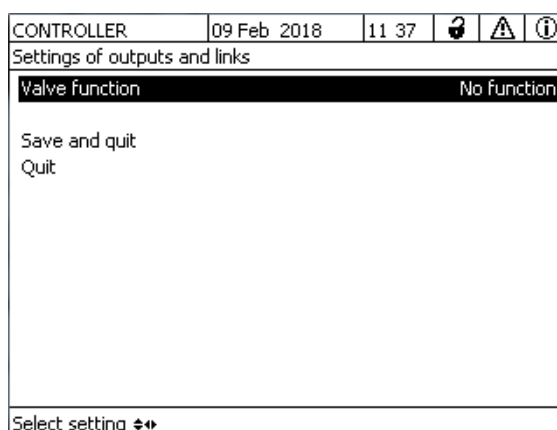 CONTROLLER 09 Feb 2018 11 37
Settings of outputs and links
Valve function No function
Save and quit
Quit
Select setting